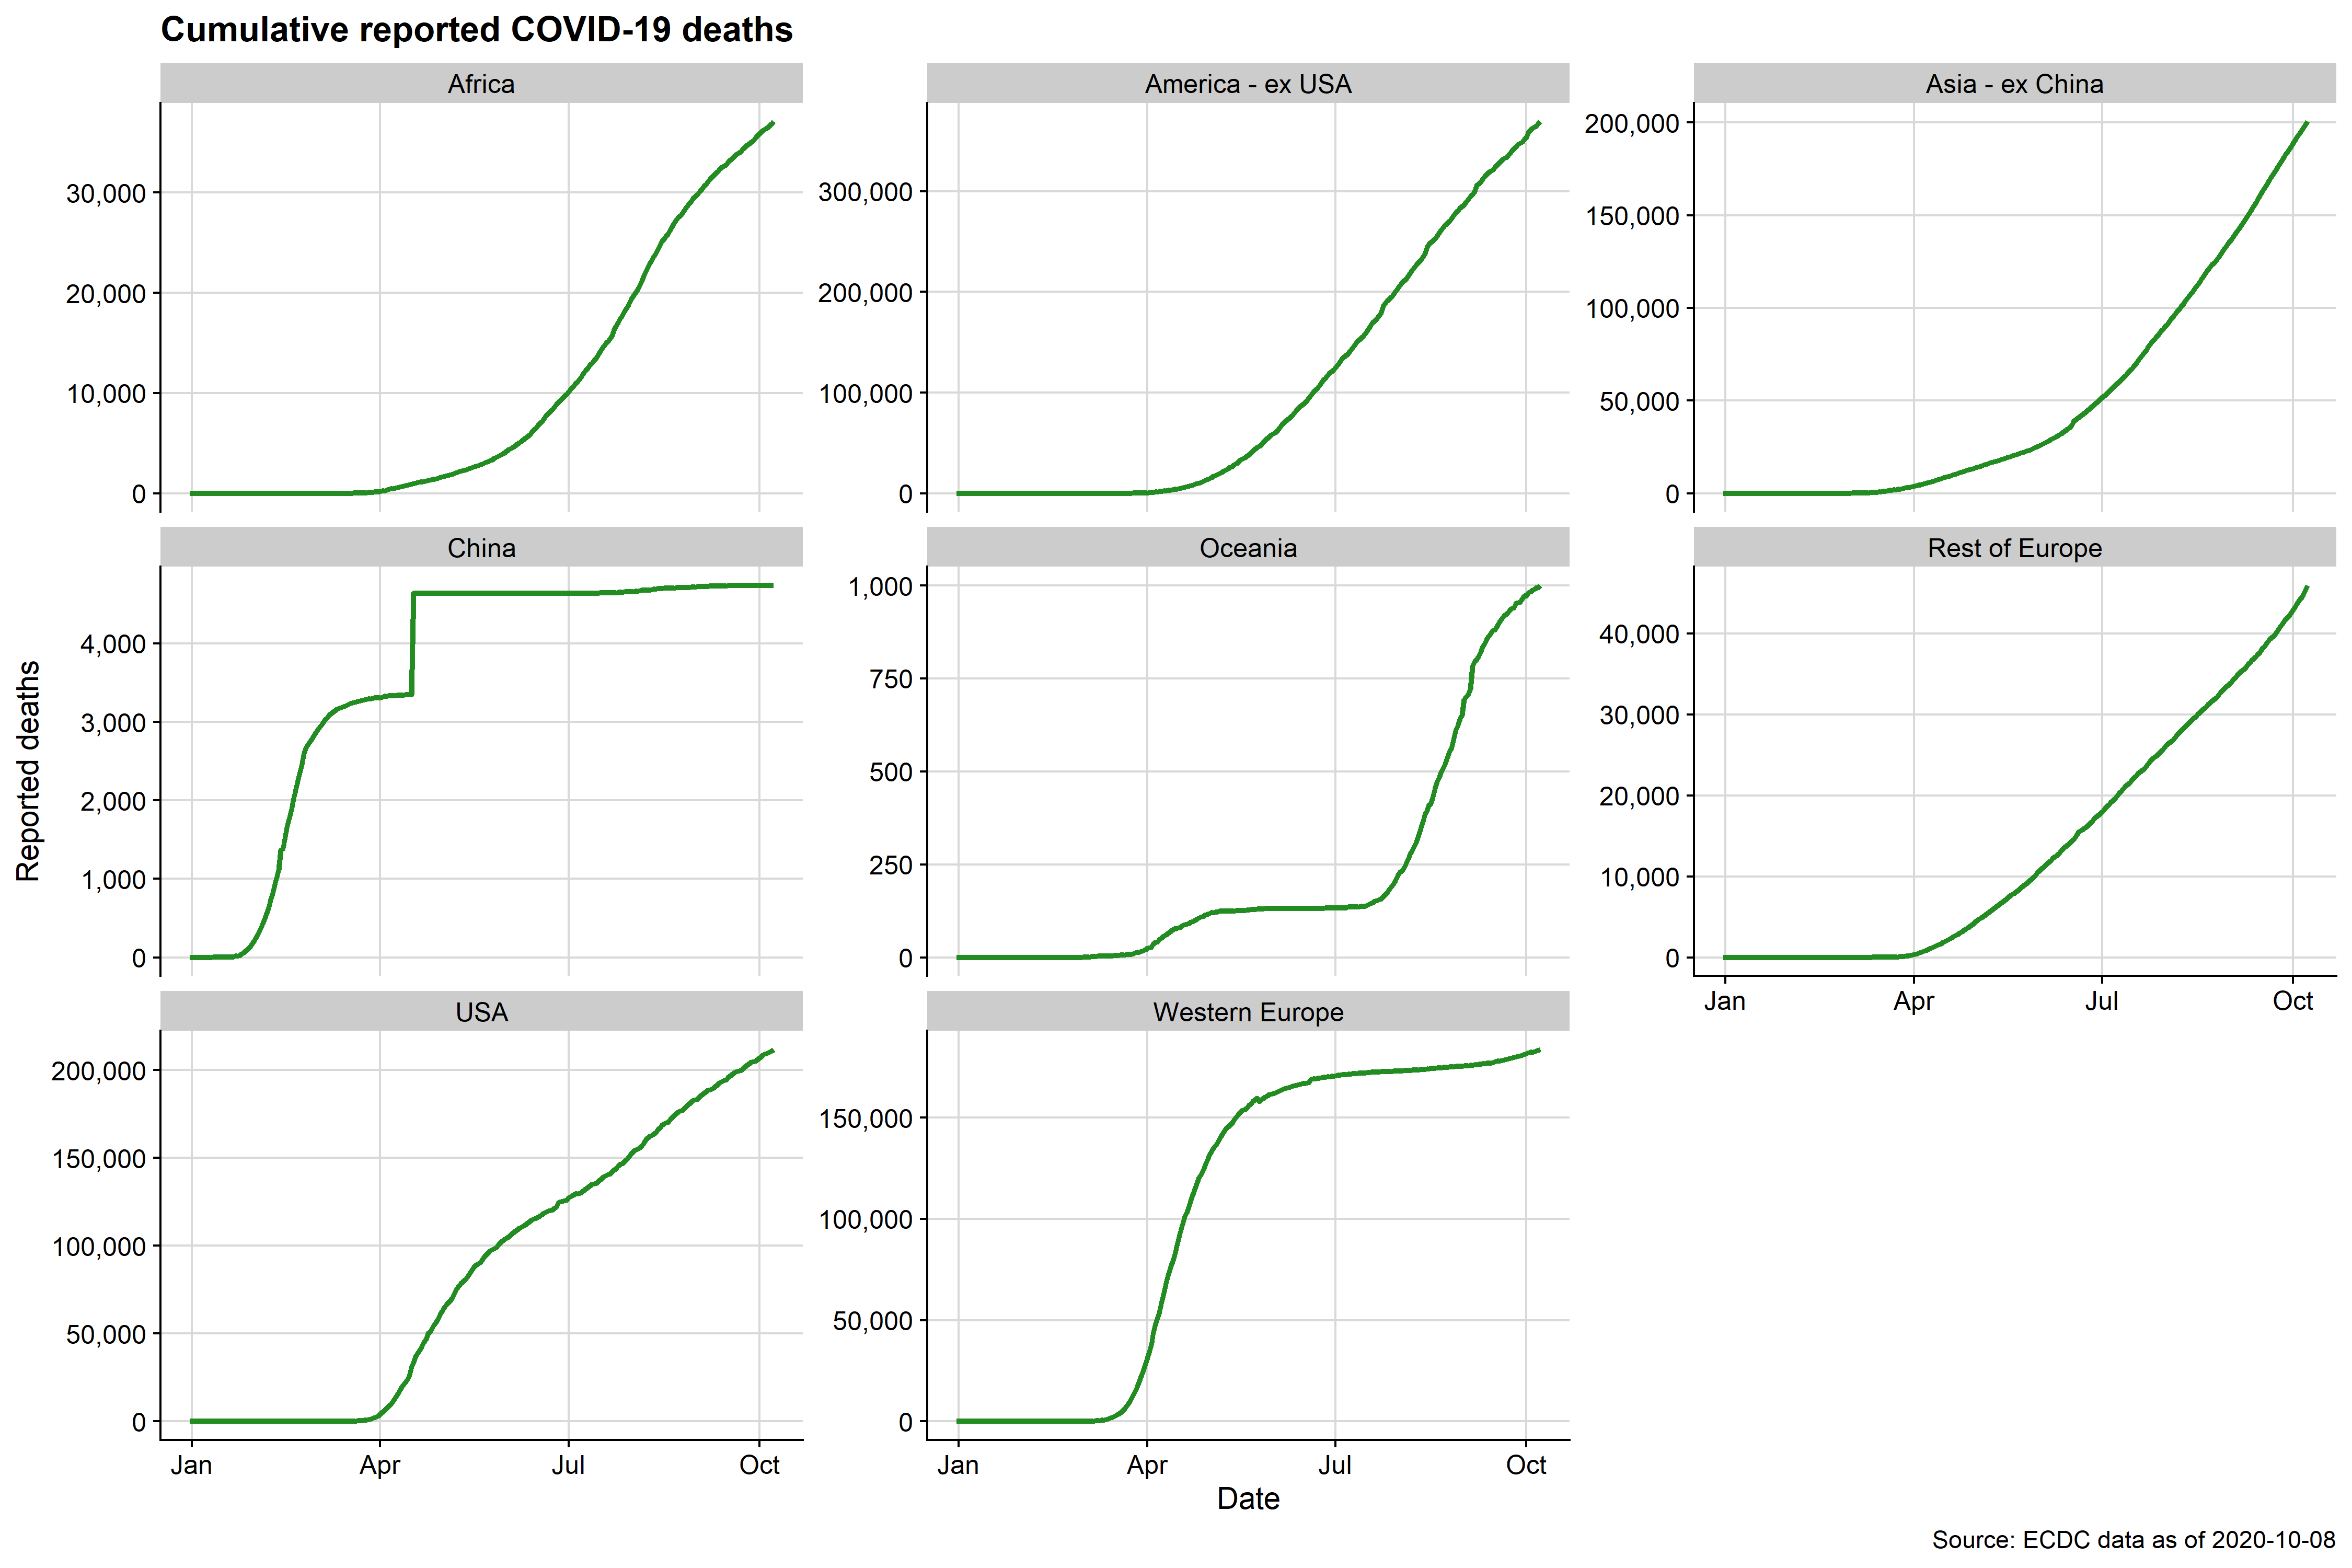 Cumulative reported COVID-19 deaths
Africa
America - ex USA
Asia - ex China
30,000
20,000
10,000
0
300,000
200,000
100,000
0
200,000
150,000
100,000
50,000
0
China
Oceania
Rest of Europe
Reported deaths
4,000
3,000
2,000
1,000
0
1,000
750
500
250
0
40,000
30,000
20,000
10,000
0
Jan Apr Jul Oct
USA
Western Europe
200,000
150,000
100,000
50,000
0
150,000
100,000
50,000
0
Jan Apr Jul Oct
Jan Apr Jul Oct
Date
Source: ECDC data as of 2020-10-08